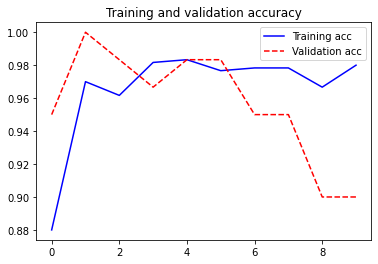 Training and validation accuracy
1.00
0.98
0.96
0.94
0.92
0.90
0.88
Training acc
Validation acc
0 2 4 6 8